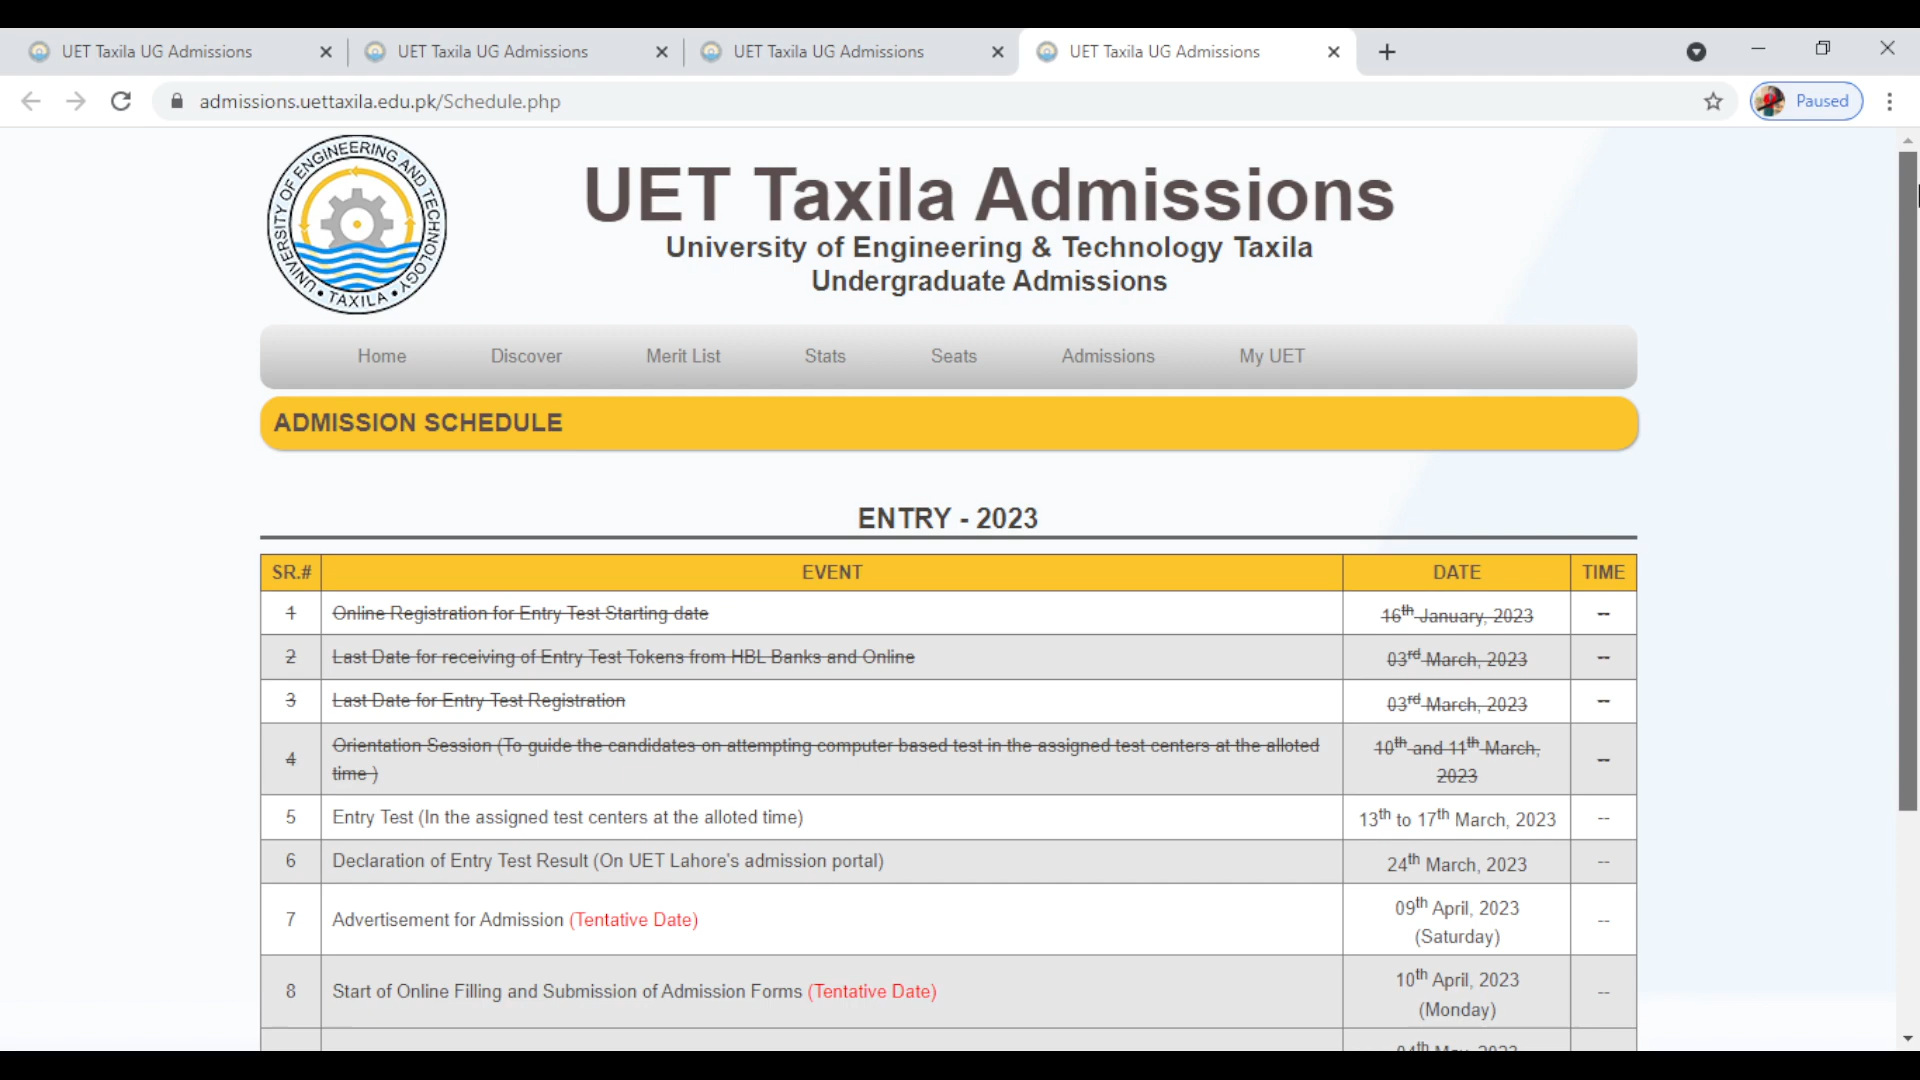 UET Taxila UG Admissions
UET Taxila UG Admissions
UET Taxila UG Admissions
UET Taxila UG Admissions
admissions.uettaxila.edu.pk/Schedule.php
Paused
UNIVERSITY OF ENGINEERING AND TECHNOLOGY
• TAXILA •
UET Taxila Admissions
University of Engineering & Technology Taxila
Undergraduate Admissions
Home Discover Merit List Stats Seats Admissions My UET
ADMISSION SCHEDULE
ENTRY - 2023
SR.# EVENT DATE TIME
1 Online Registration for Entry Test Starting date 16th January, 2023 --
2 Last Date for receiving of Entry Test Tokens from HBL Banks and Online 03rd March, 2023 --
3 Last Date for Entry Test Registration 03rd March, 2023 --
4 Orientation Session (To guide the candidates on attempting computer based test in the assigned test centers at the alloted
time )
10th and 11th March,
2023
--
5 Entry Test (In the assigned test centers at the alloted time) 13th to 17th March, 2023 --
6 Declaration of Entry Test Result (On UET Lahore's admission portal) 24th March, 2023 --
7 Advertisement for Admission (Tentative Date)
09th April, 2023
(Saturday)
--
8 Start of Online Filling and Submission of Admission Forms (Tentative Date)
10th April, 2023
(Monday)
--